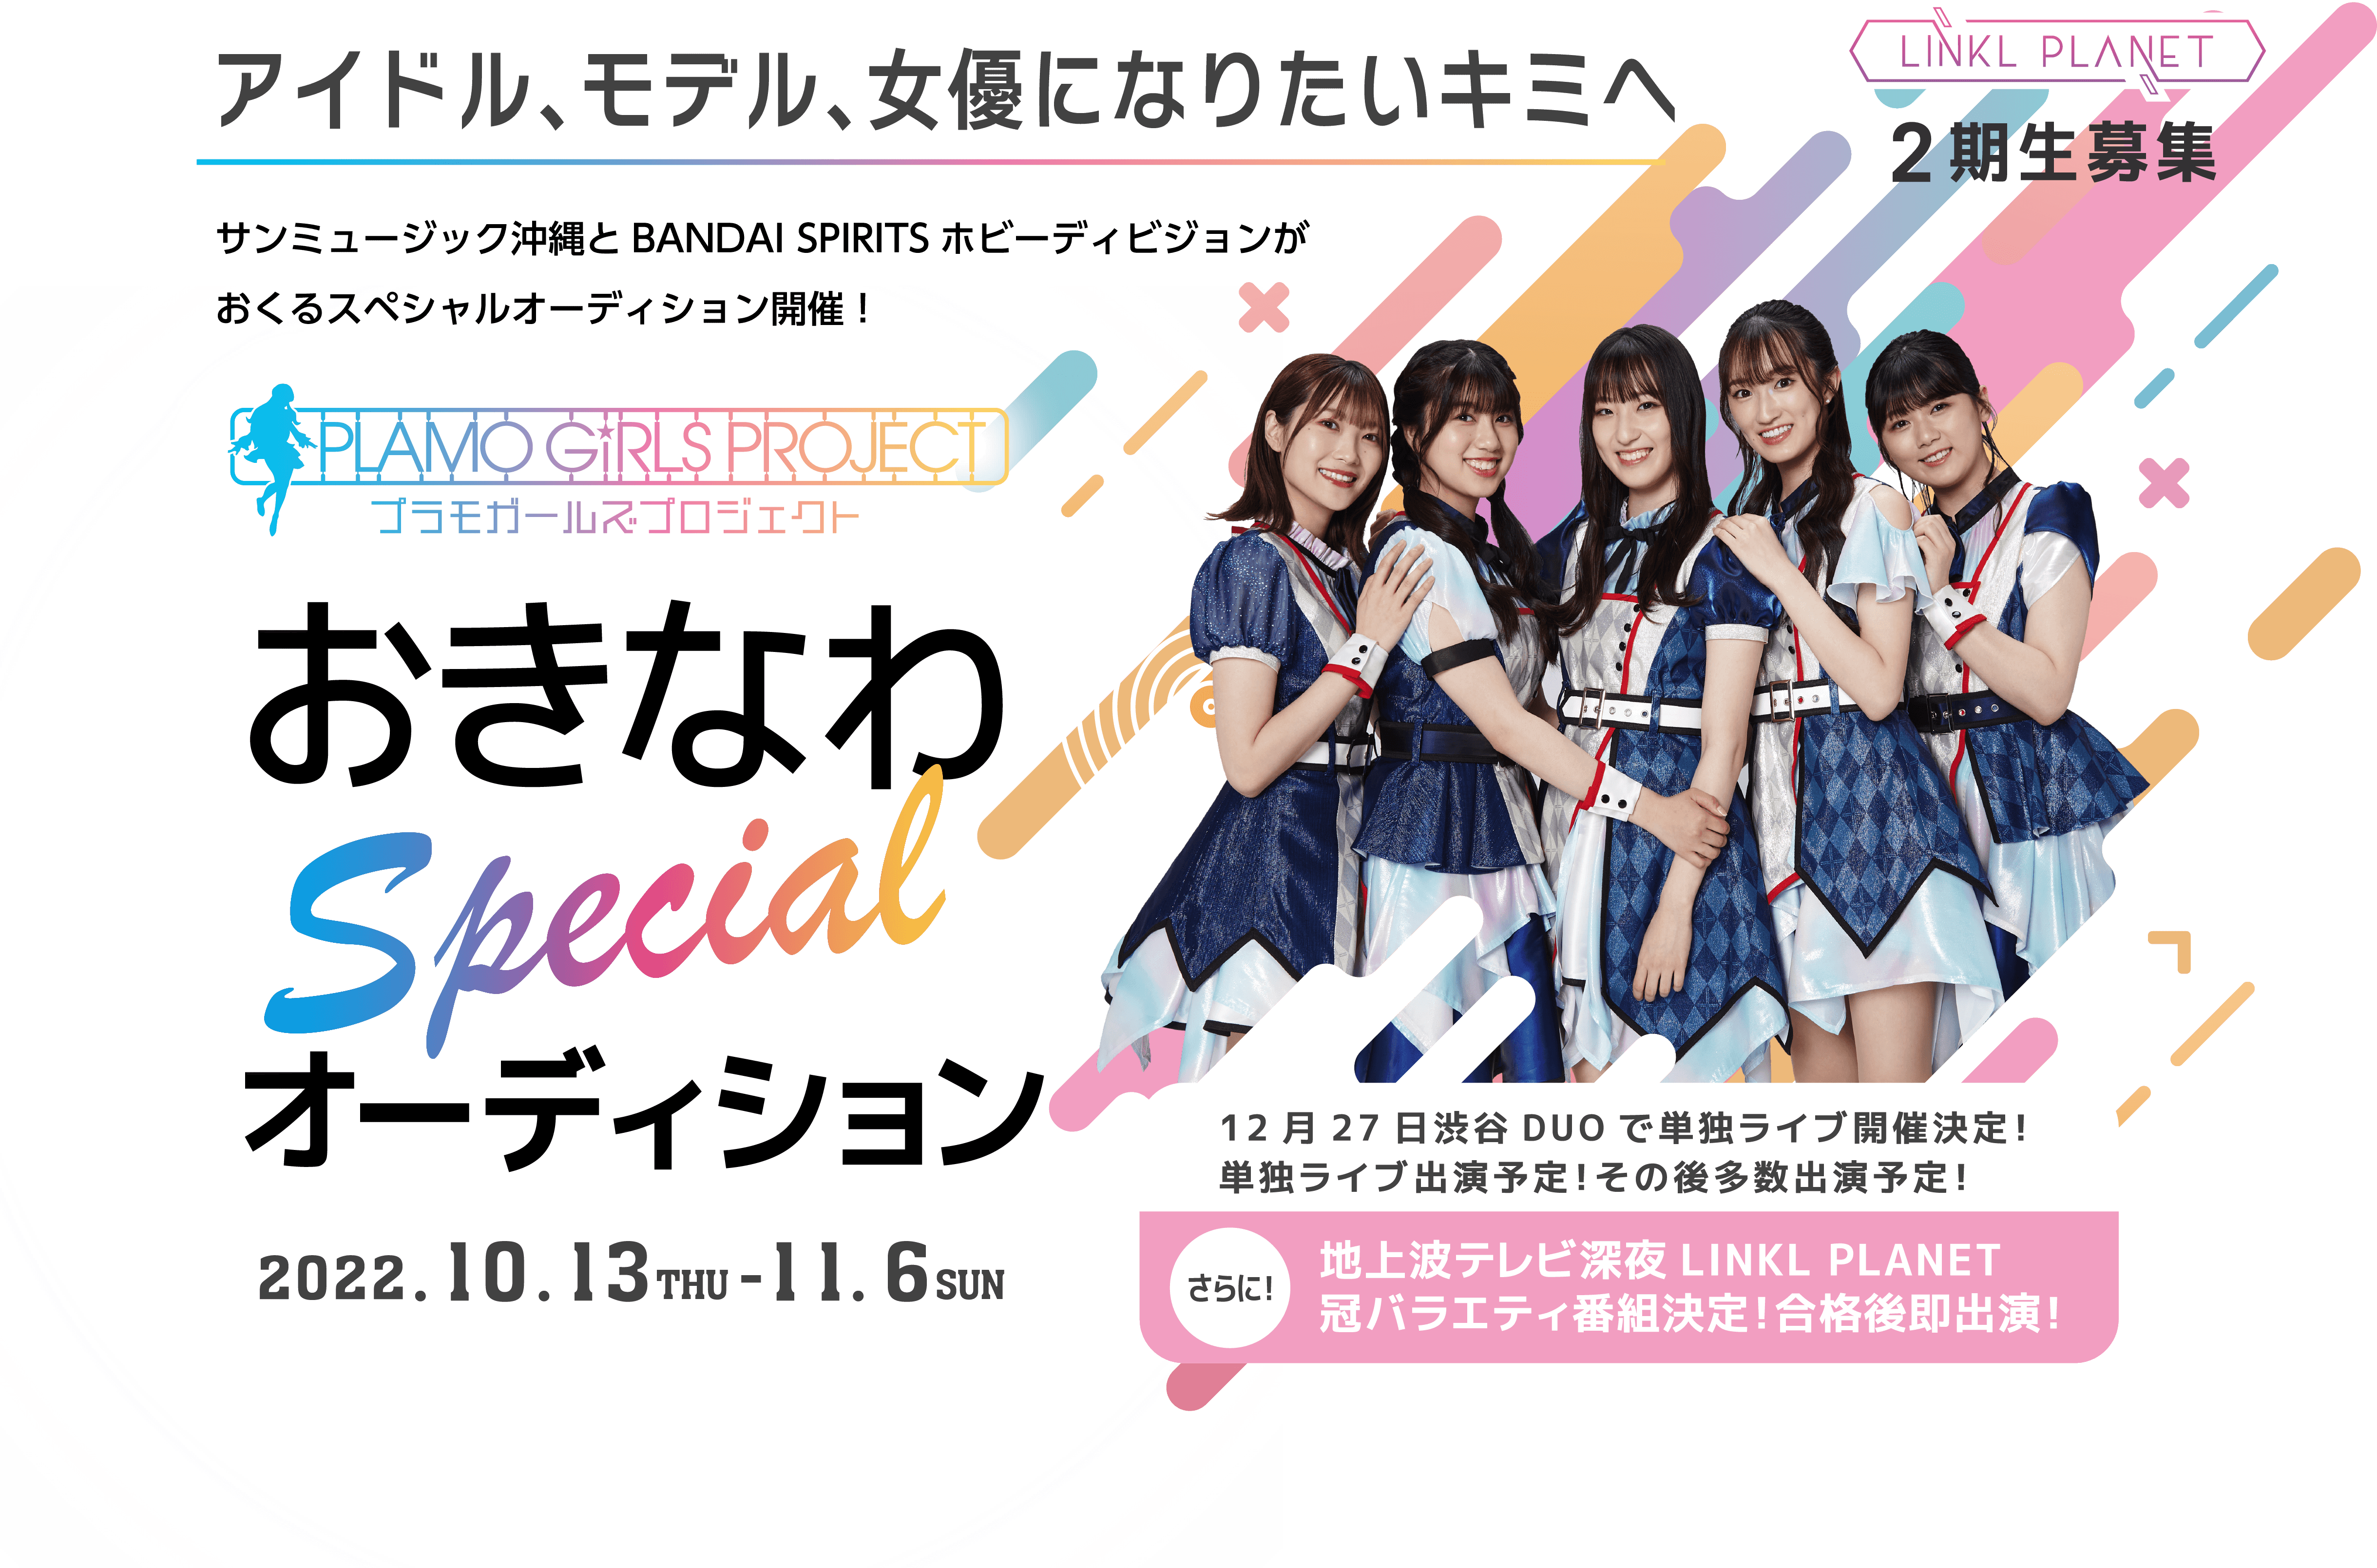 アイドル、モデル、女優になりたいキミへ
LINKL PLANET
2期生募集
サンミュージック沖縄と BANDAI SPIRITS ホビーディビジョンが
おくるスペシャルオーディション開催！
PLAMO GiRLS PROJECT
プラモガールズプロジェクト
おきなわ
Special
オーディション
2022.10.13 THU - 11.6 SUN
12月27日渋谷 DUO で単独ライブ開催決定！
単独ライブ出演予定！その後多数出演予定！
さらに！
地上波テレビ深夜 LINKL PLANET
冠バラエティ番組決定！合格後即出演！